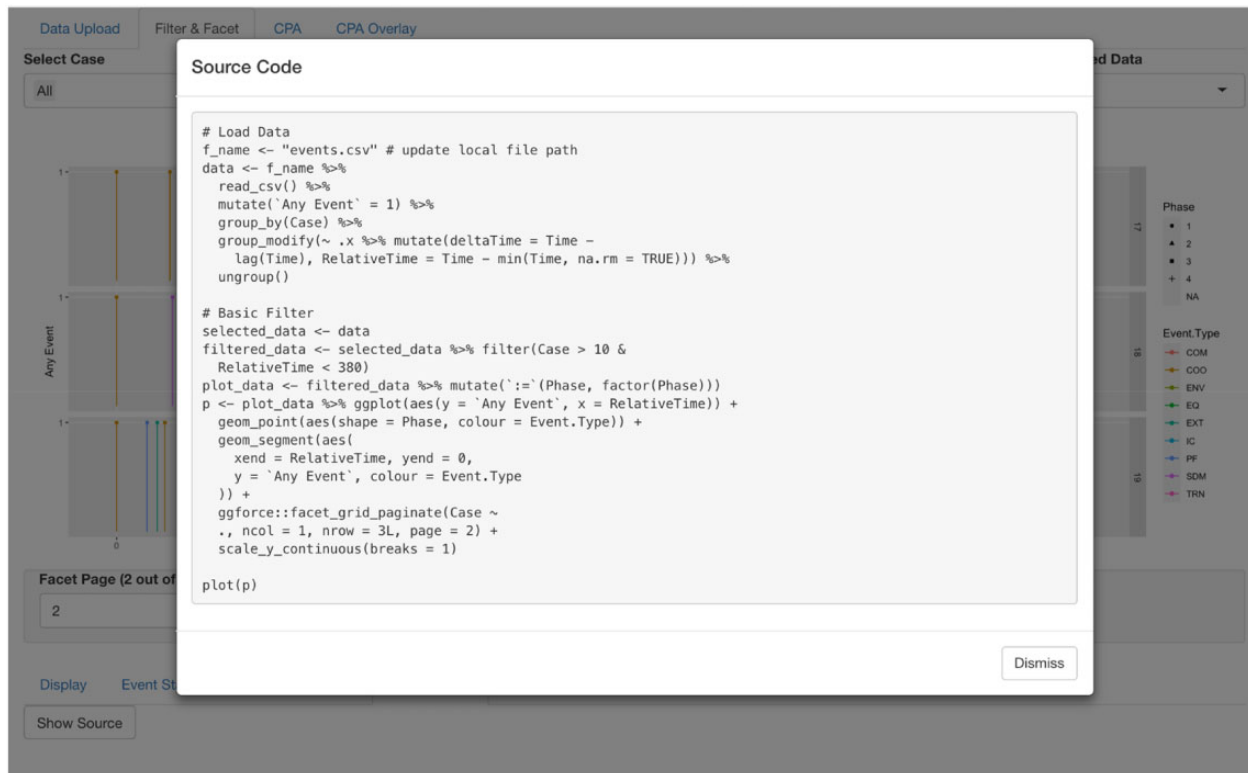 Data Upload
Filter & Facet
CPA
CPA Overlay
Select Case
ed Data
All
Source Code
# Load Data
f_name <- "events.csv" # update local file path
data <- f_name %>%
  read_csv() %>%
  mutate(`Any Event` = 1) %>%
  group_by(Case) %>%
  group_modify(~ .x %>% mutate(deltaTime = Time -
    lag(Time), RelativeTime = Time - min(Time, na.rm = TRUE))) %>%
  ungroup()

# Basic Filter
selected_data <- data
filtered_data <- selected_data %>% filter(Case > 10 &
  RelativeTime < 380)
plot_data <- filtered_data %>% mutate(`:=`(Phase, factor(Phase)))
p <- plot_data %>% ggplot(aes(y = `Any Event`, x = RelativeTime)) +
  geom_point(aes(shape = Phase, colour = Event.Type)) +
  geom_segment(aes(
    xend = RelativeTime, yend = 0,
    y = `Any Event`, colour = Event.Type
  )) +
  ggforce::facet_grid_paginate(Case ~
  ., ncol = 1, nrow = 3L, page = 2) +
  scale_y_continuous(breaks = 1)

plot(p)
Dismiss
1
1
1
Any Event
0
17
18
19
Phase
1
2
3
4
NA
Event.Type
COM
COO
ENV
EQ
EXT
IC
PF
SDM
TRN
Facet Page (2 out of
2
Display
Event St
Show Source